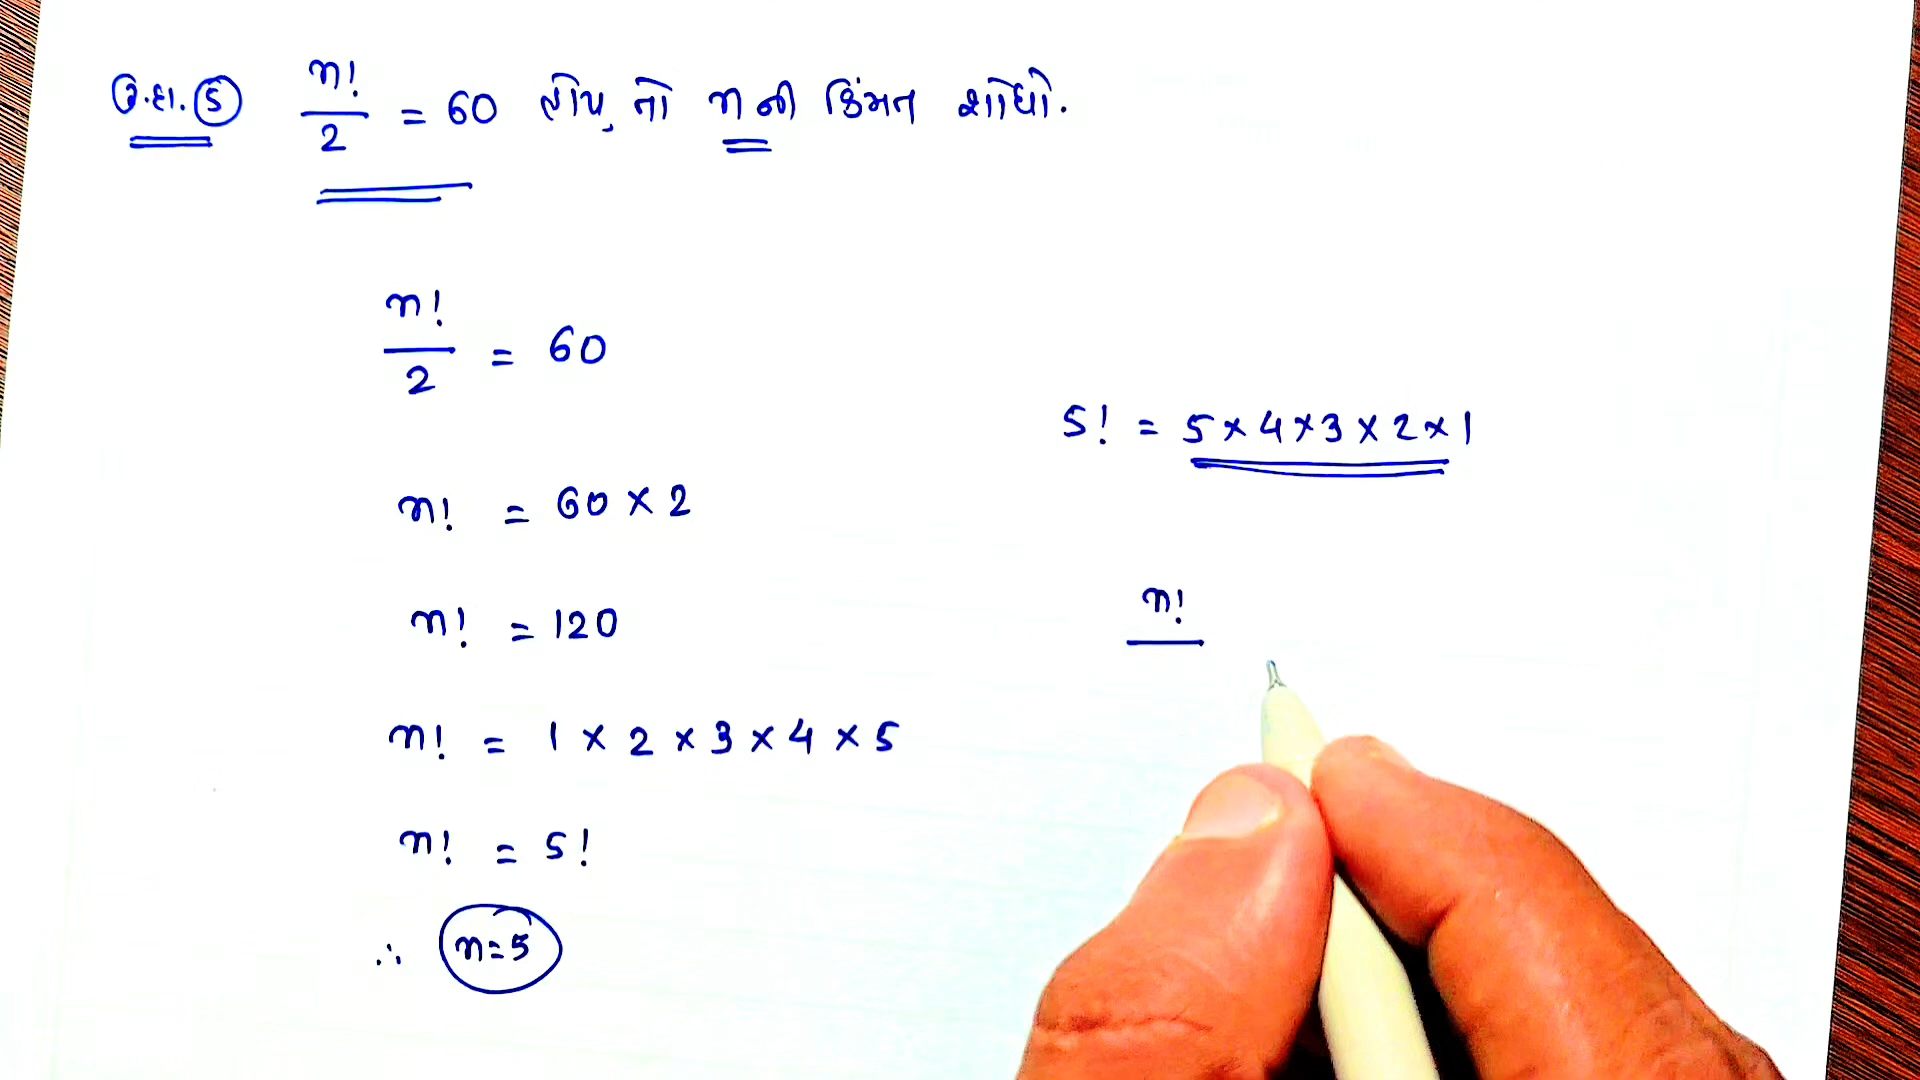 ઉ.દા. 5 n!/2 = 60 હોય, તો n ની કિંમત શોધો.
n!/2 = 60
n! = 60 × 2
n! = 120
n! = 1 × 2 × 3 × 4 × 5
n! = 5!
∴ n=5
5! = 5×4×3×2×1
n!